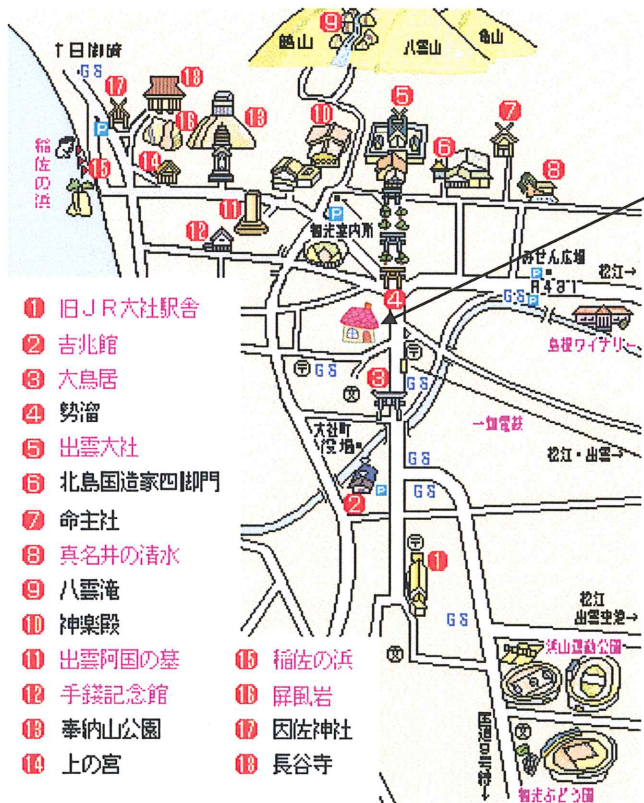 鶴山
八雲山
亀山
↑日御碕
GS
P
稲佐の浜
P
観光案内所
みせん広場
P
松江→
R431
GS
P
島根ワイナリー
〒
GS
文
〒
文
一畑電鉄
大社町役場
松江・出雲→
GS
P
GS
〒
GS
松江
出雲空港→
浜山運動公園
文
文
国道9号線→
観光ぶどう園
1 旧JR大社駅舎
2 吉兆館
3 大鳥居
4 勢溜
5 出雲大社
6 北島国造家四脚門
7 命主社
8 真名井の清水
9 八雲滝
10 神楽殿
11 出雲阿国の墓
12 手錢記念館
13 奉納山公園
14 上の宮
15 稲佐の浜
16 屏風岩
17 因佐神社
18 長谷寺